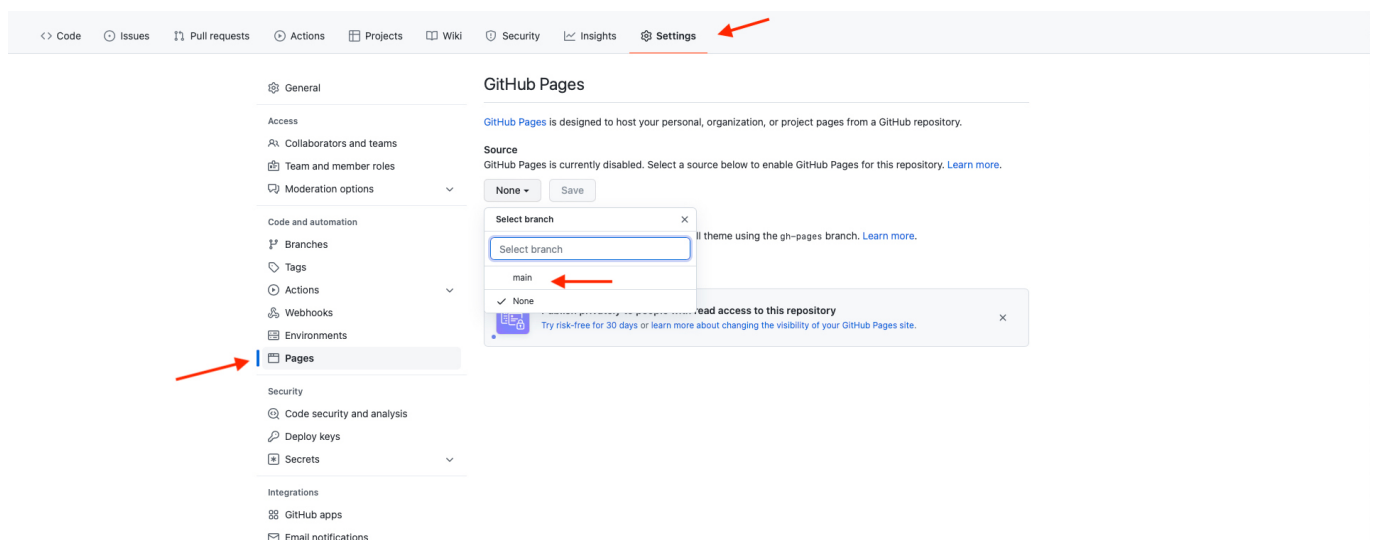 Code Issues Pull requests Actions Projects Wiki Security Insights Settings
General
Access
Collaborators and teams
Team and member roles
Moderation options
Code and automation
Branches
Tags
Actions
Webhooks
Environments
Pages
Security
Code security and analysis
Deploy keys
Secrets
Integrations
GitHub apps
Email notifications
GitHub Pages
GitHub Pages is designed to host your personal, organization, or project pages from a GitHub repository.
Source
GitHub Pages is currently disabled. Select a source below to enable GitHub Pages for this repository. Learn more.
None Save
Select branch
Select branch
main
None
theme using the gh-pages branch. Learn more.
to people with read access to this repository
Try risk-free for 30 days or learn more about changing the visibility of your GitHub Pages site.